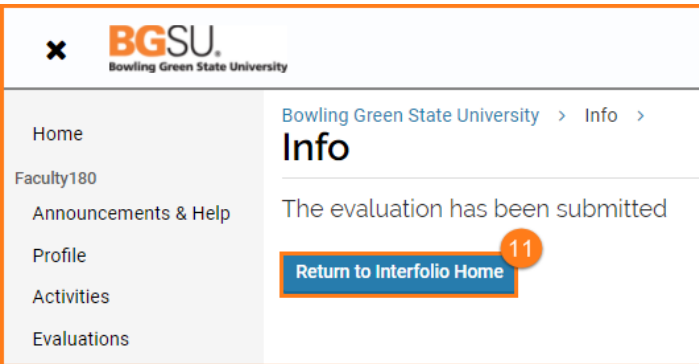 BGSU.
Bowling Green State University
Home
Faculty180
Announcements & Help
Profile
Activities
Evaluations
Bowling Green State University > Info >
Info
The evaluation has been submitted
11
Return to Interfolio Home